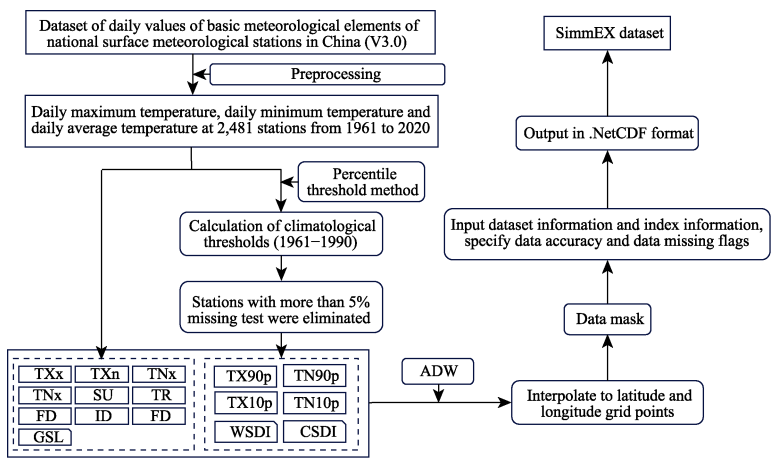 Dataset of daily values of basic meteorological elements of
national surface meteorological stations in China (V3.0)
Preprocessing
Daily maximum temperature, daily minimum temperature and
daily average temperature at 2,481 stations from 1961 to 2020
Percentile
threshold method
Calculation of climatological
thresholds (1961−1990)
Stations with more than 5%
missing test were eliminated
TXx TXn TNx
TNx SU TR
FD ID FD
GSL
TX90p TN90p
TX10p TN10p
WSDI CSDI
ADW
Interpolate to latitude and
longitude grid points
Data mask
Input dataset information and index information,
specify data accuracy and data missing flags
Output in .NetCDF format
SimmEX dataset